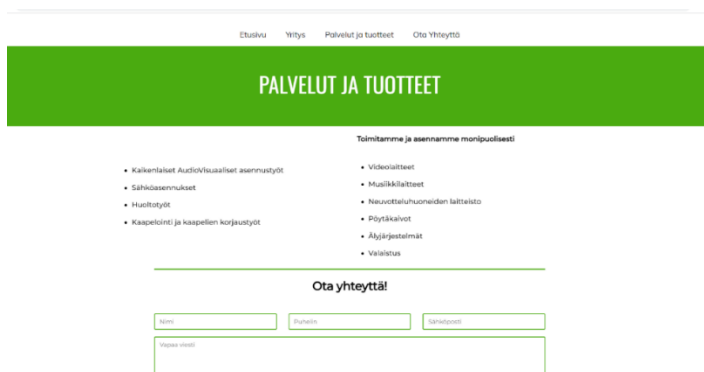 Etusivu Yritys Palvelut ja tuotteet Ota Yhteyttä
PALVELUT JA TUOTTEET
• Kaikenlaiset AudioVisuaaliset asennustyöt
• Sähköasennukset
• Huoltotyöt
• Kaapelointi ja kaapelien korjaustyöt
Toimitamme ja asennamme monipuolisesti
• Videolaitteet
• Musiikkilaitteet
• Neuvotteluhuoneiden laitteisto
• Pöytäkaivot
• Älyjärjestelmät
• Valaistus
Ota yhteyttä!
Nimi Puhelin Sähköposti
Vapaa viesti